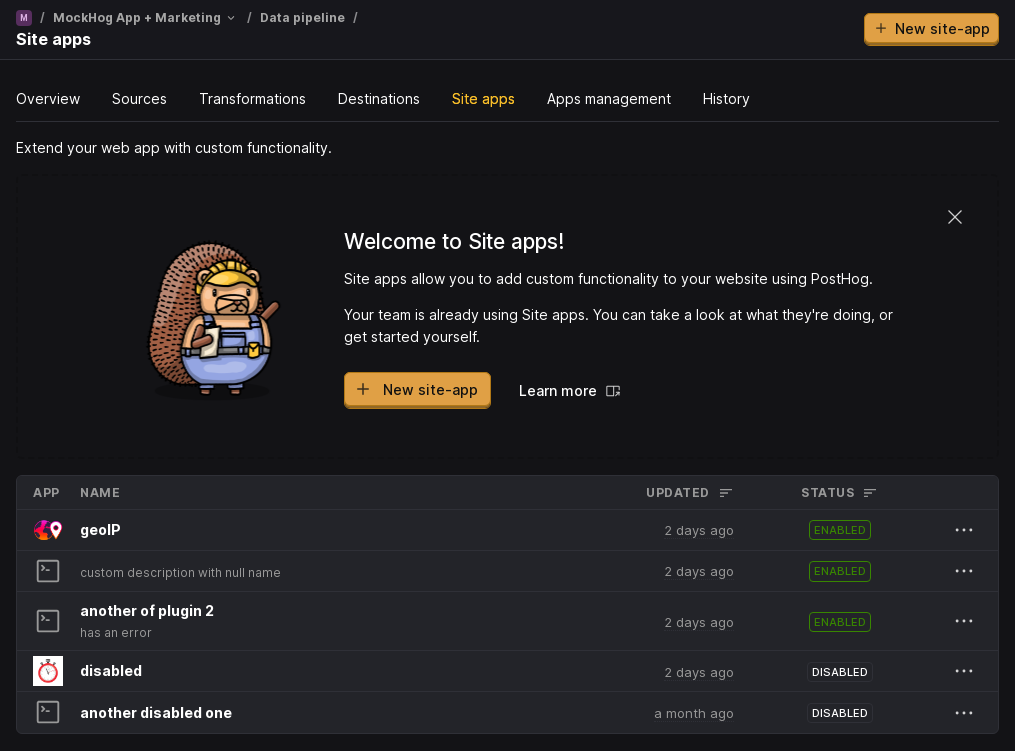 M / MockHog App + Marketing / Data pipeline /
Site apps
New site-app
Overview Sources Transformations Destinations Site apps Apps management History
Extend your web app with custom functionality.
Welcome to Site apps!
Site apps allow you to add custom functionality to your website using PostHog.
Your team is already using Site apps. You can take a look at what they're doing, or
get started yourself.
New site-app Learn more
APP NAME UPDATED STATUS
geoIP 2 days ago ENABLED
custom description with null name 2 days ago ENABLED
another of plugin 2
has an error 2 days ago ENABLED
disabled 2 days ago DISABLED
another disabled one a month ago DISABLED